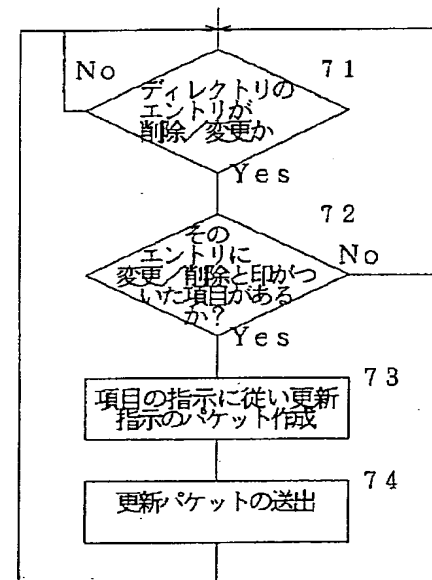 No
71
ディレクトリの
エントリが
削除／変更か
Yes
72
その
エントリに
変更／削除と印がつ
いた項目がある
か？
No
Yes
73
項目の指示に従い更新
指示のパケット作成
74
更新パケットの送出